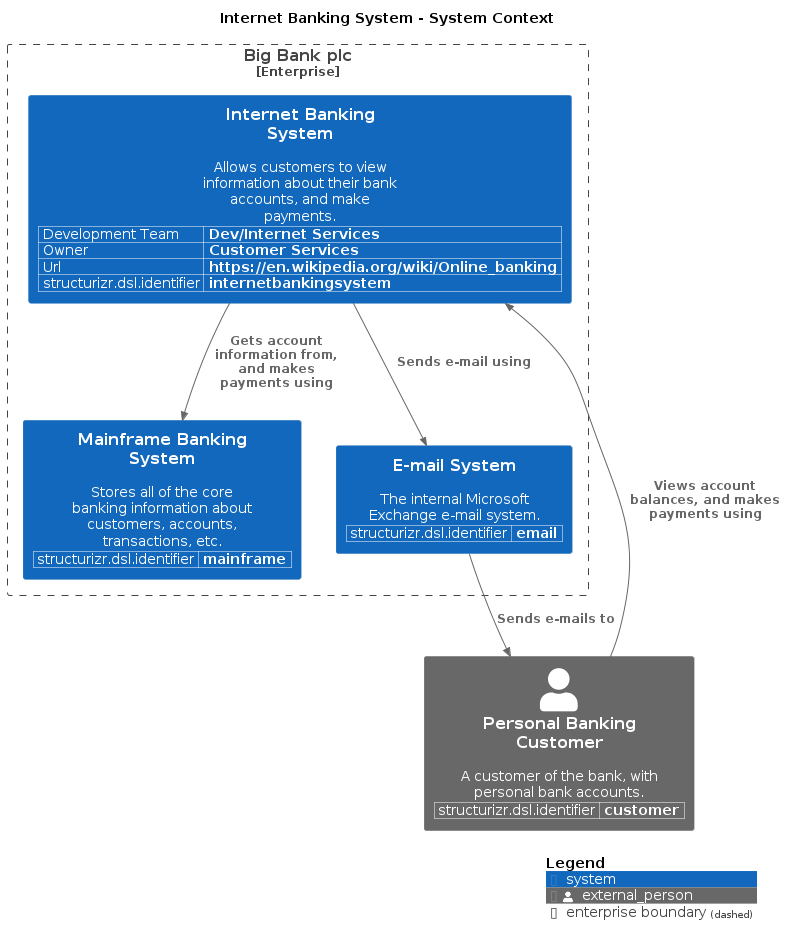 Internet Banking System - System Context
Big Bank plc
[Enterprise]
Internet Banking
System
Allows customers to view
information about their bank
accounts, and make
payments.
Development Team Dev/Internet Services
Owner Customer Services
Url https://en.wikipedia.org/wiki/Online_banking
structurizr.dsl.identifier internetbankingsystem
Gets account
information from,
and makes
payments using
Sends e-mail using
Mainframe Banking
System
Stores all of the core
banking information about
customers, accounts,
transactions, etc.
structurizr.dsl.identifier mainframe
E-mail System
The internal Microsoft
Exchange e-mail system.
structurizr.dsl.identifier email
Views account
balances, and makes
payments using
Sends e-mails to
Personal Banking
Customer
A customer of the bank, with
personal bank accounts.
structurizr.dsl.identifier customer
Legend
system
external_person
enterprise boundary (dashed)